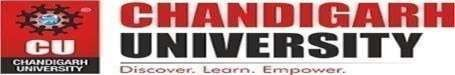 CU
CHANDIGARH
UNIVERSITY
CHANDIGARH
UNIVERSITY
Discover. Learn. Empower.